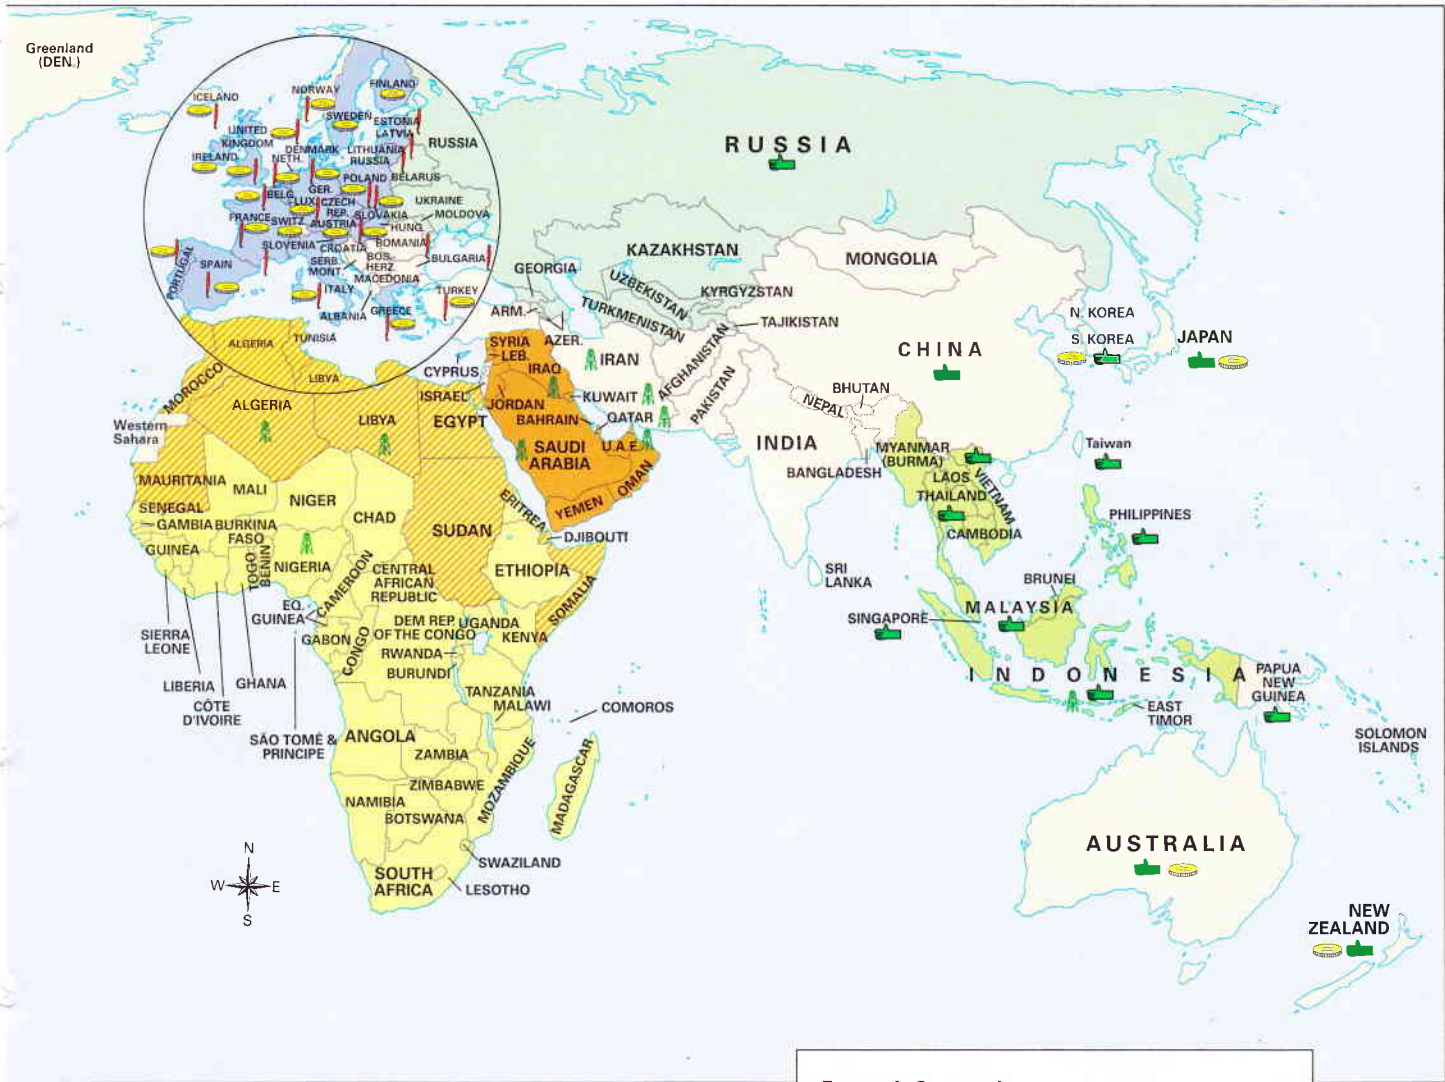 Greenland
(DEN.)
ICELAND
NORWAY
FINLAND
SWEDEN
ESTONIA
LATVIA
UNITED
KINGDOM
DENMARK
LITHUANIA
RUSSIA
RUSSIA
IRELAND
NETH.
POLAND
BELARUS
BELG.
GER.
LUX.
CZECH
REP.
SLOVAKIA
UKRAINE
MOLDOVA
FRANCE
SWITZ.
AUSTRIA
HUNG.
SLOVENIA
CROATIA
ROMANIA
BOS.
HERZ.
SERB.
MONT.
BULGARIA
MACEDONIA
PORTUGAL
SPAIN
ITALY
ALBANIA
GREECE
TURKEY
ALGERIA
TUNISIA
LIBYA
RUSSIA
KAZAKHSTAN
MONGOLIA
GEORGIA
UZBEKISTAN
KYRGYZSTAN
ARM.
AZER.
TURKMENISTAN
TAJIKISTAN
N. KOREA
S. KOREA
JAPAN
CHINA
SYRIA
LEB.
IRAQ
IRAN
AFGHANISTAN
PAKISTAN
CYPRUS
ISRAEL
JORDAN
KUWAIT
BAHRAIN
QATAR
SAUDI
ARABIA
U.A.E.
OMAN
YEMEN
NEPAL
BHUTAN
INDIA
BANGLADESH
MYANMAR
(BURMA)
LAOS
THAILAND
VIETNAM
CAMBODIA
Taiwan
PHILIPPINES
SRI
LANKA
BRUNEI
MALAYSIA
SINGAPORE
INDONESIA
PAPUA
NEW
GUINEA
EAST
TIMOR
SOLOMON
ISLANDS
AUSTRALIA
NEW
ZEALAND
MOROCCO
ALGERIA
LIBYA
EGYPT
Western
Sahara
MAURITANIA
MALI
NIGER
CHAD
SUDAN
ERITREA
DJIBOUTI
SENEGAL
GAMBIA
BURKINA
FASO
GUINEA
TOGO
BENIN
NIGERIA
CAMEROON
CENTRAL
AFRICAN
REPUBLIC
ETHIOPIA
SOMALIA
EQ.
GUINEA
GABON
CONGO
DEM REP.
OF THE CONGO
UGANDA
KENYA
RWANDA
BURUNDI
SIERRA
LEONE
LIBERIA
CÔTE
D'IVOIRE
GHANA
SÃO TOMÉ &
PRINCIPE
TANZANIA
MALAWI
COMOROS
ANGOLA
ZAMBIA
MOZAMBIQUE
ZIMBABWE
NAMIBIA
BOTSWANA
MADAGASCAR
SWAZILAND
SOUTH
AFRICA
LESOTHO
N
W E
S